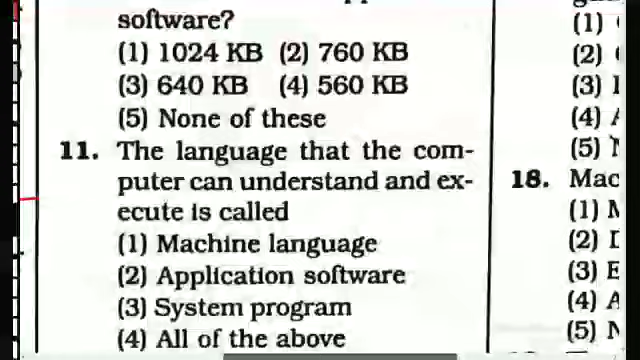 software?
(1) 1024 KB (2) 760 KB
(3) 640 KB (4) 560 KB
(5) None of these
11. The language that the com-
puter can understand and ex-
ecute is called
(1) Machine language
(2) Application software
(3) System program
(4) All of the above
(1)
(2)
(3)
(4)
(5)
18. Mac
(1)
(2)
(3)
(4)
(5)